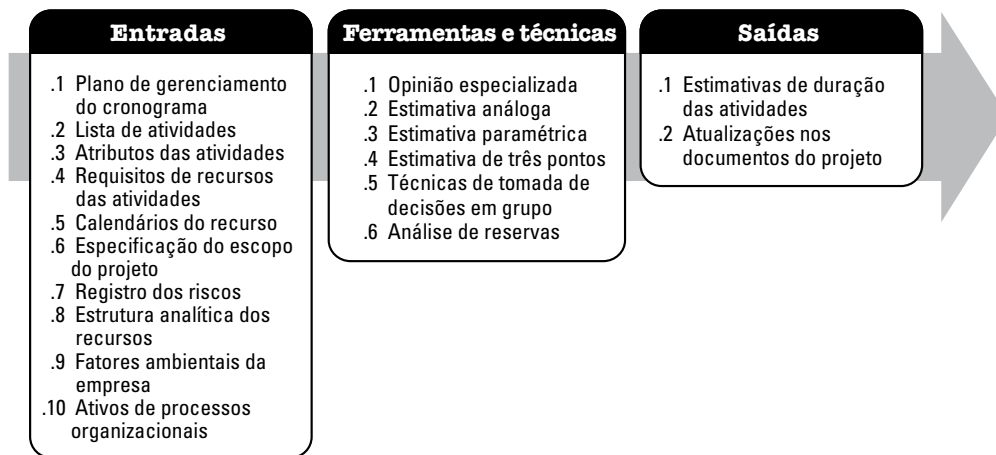 Entradas
.1 Plano de gerenciamento
do cronograma
.2 Lista de atividades
.3 Atributos das atividades
.4 Requisitos de recursos
das atividades
.5 Calendários do recurso
.6 Especificação do escopo
do projeto
.7 Registro dos riscos
.8 Estrutura analítica dos
recursos
.9 Fatores ambientais da
empresa
.10 Ativos de processos
organizacionais
Ferramentas e técnicas
.1 Opinião especializada
.2 Estimativa análoga
.3 Estimativa paramétrica
.4 Estimativa de três pontos
.5 Técnicas de tomada de
decisões em grupo
.6 Análise de reservas
Saídas
.1 Estimativas de duração
das atividades
.2 Atualizações nos
documentos do projeto